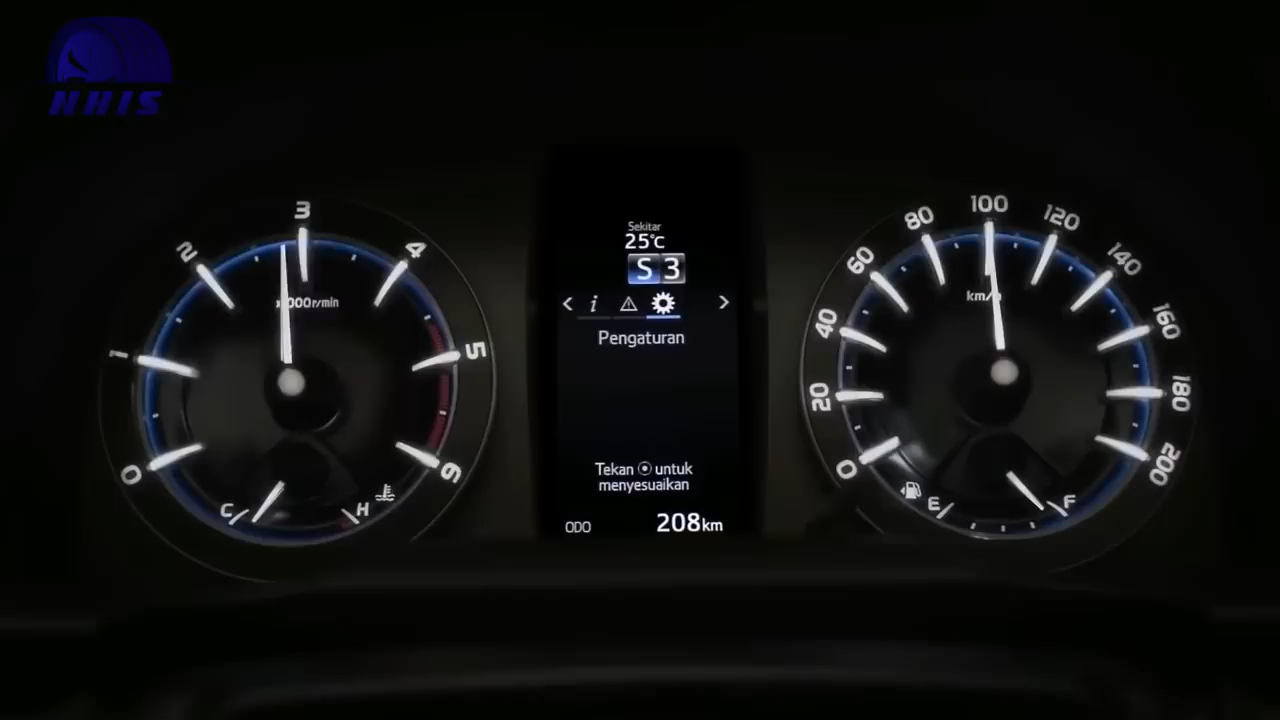 NHIS
0
1
2
3
4
5
6
x1000r/min
C
H
Sekitar
25°C
S 3
< i >
Pengaturan
Tekan ⦿ untuk
menyesuaikan
ODO 208km
0
20
40
60
80
100
120
140
160
180
200
km/h
E
F